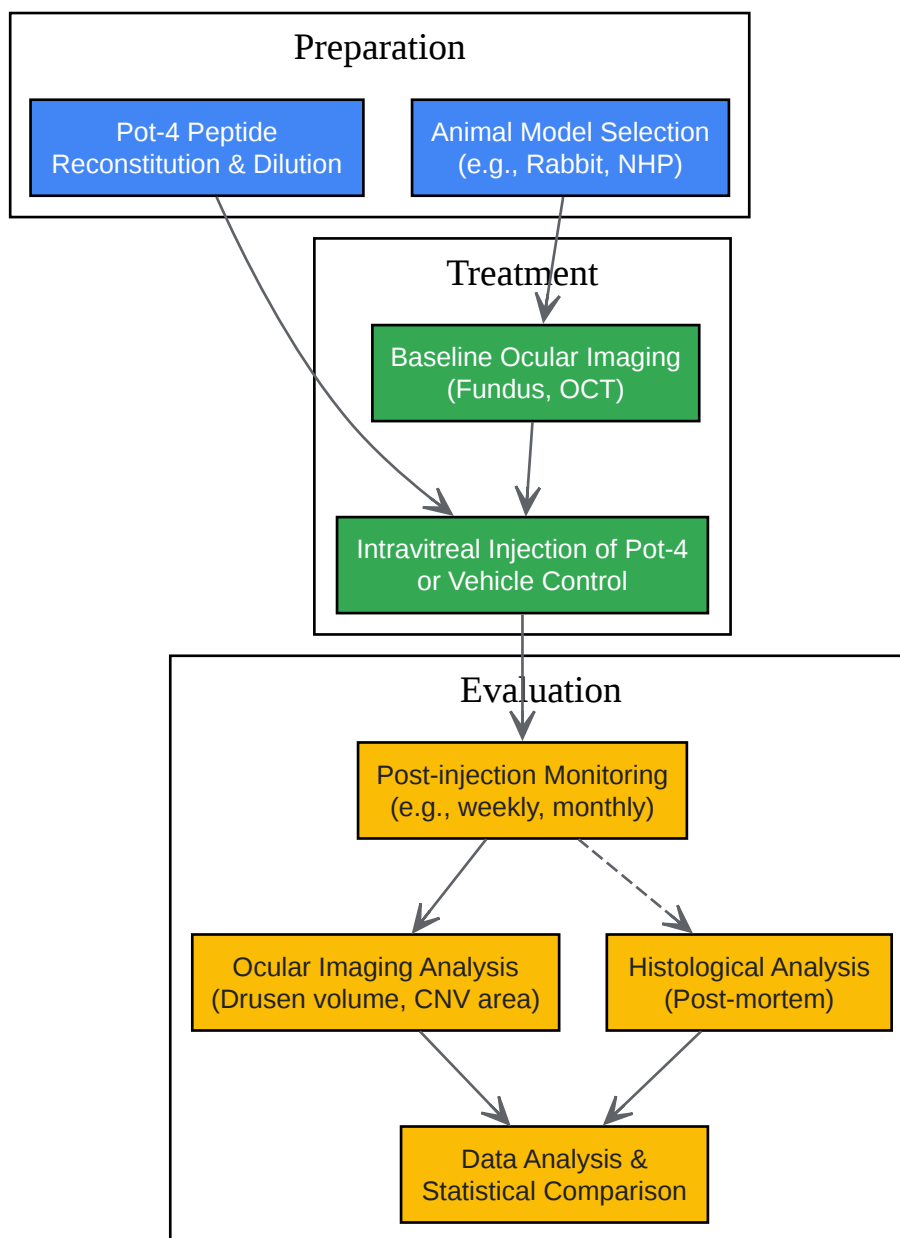 Preparation
Pot-4 Peptide
Reconstitution & Dilution
Animal Model Selection
(e.g., Rabbit, NHP)
Treatment
Baseline Ocular Imaging
(Fundus, OCT)
Intravitreal Injection of Pot-4
or Vehicle Control
Evaluation
Post-injection Monitoring
(e.g., weekly, monthly)
Ocular Imaging Analysis
(Drusen volume, CNV area)
Histological Analysis
(Post-mortem)
Data Analysis &
Statistical Comparison